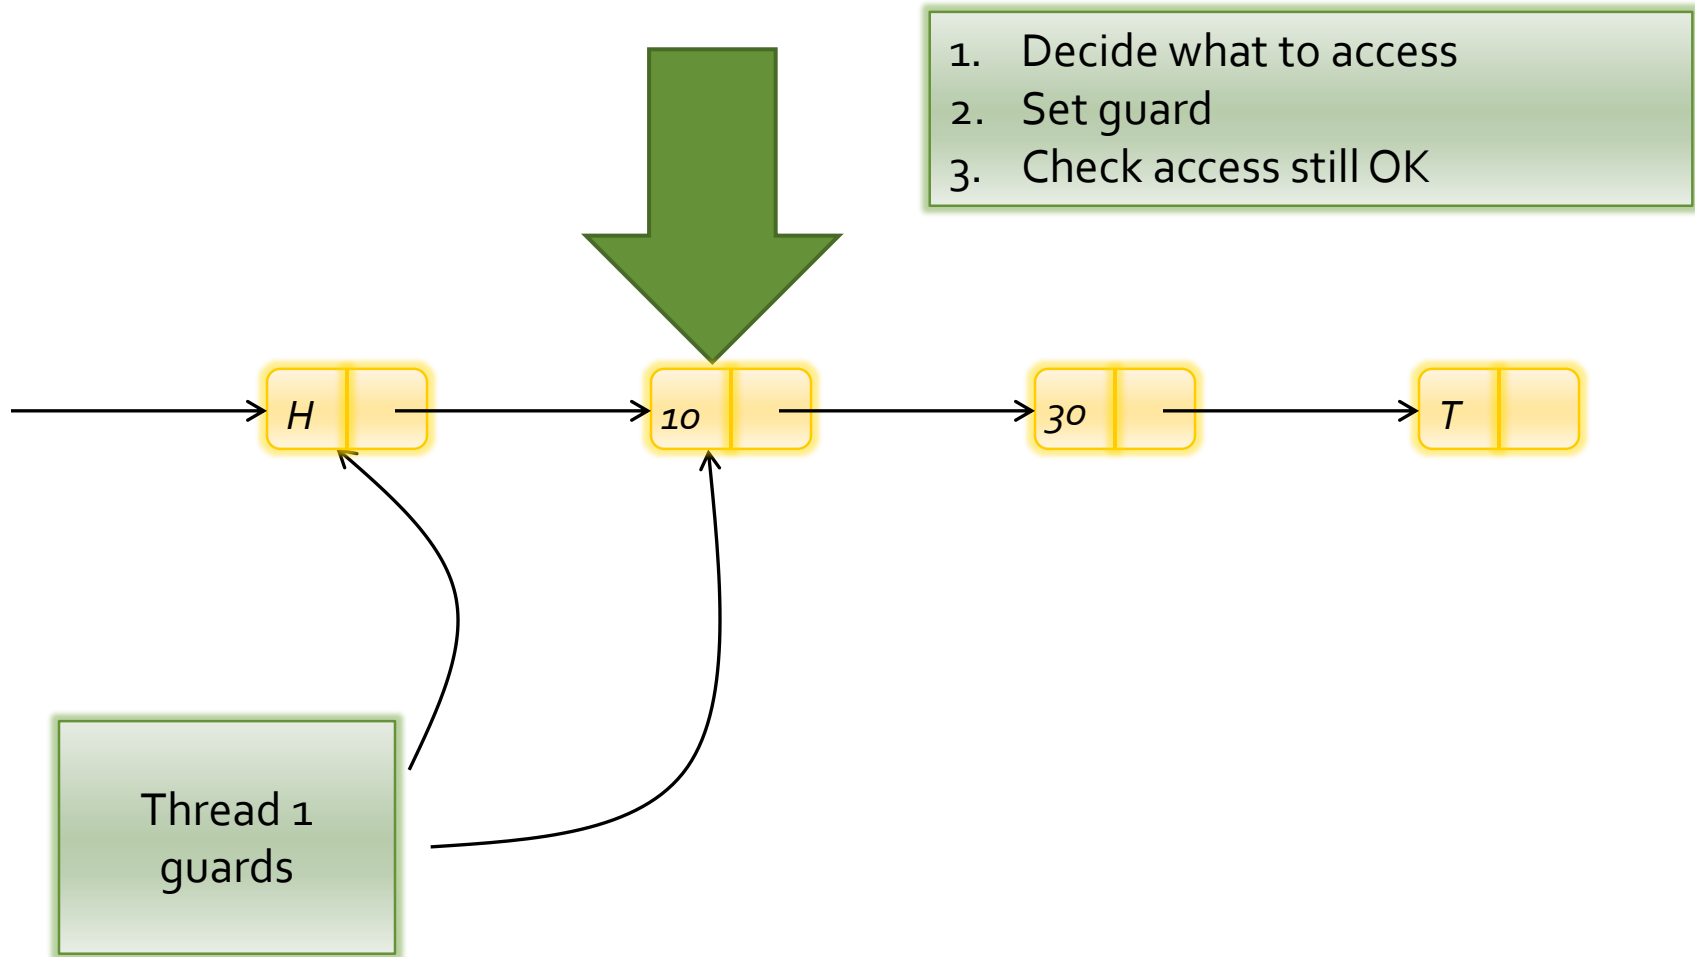 1. Decide what to access
2. Set guard
3. Check access still OK
H
10
30
T
Thread 1
guards